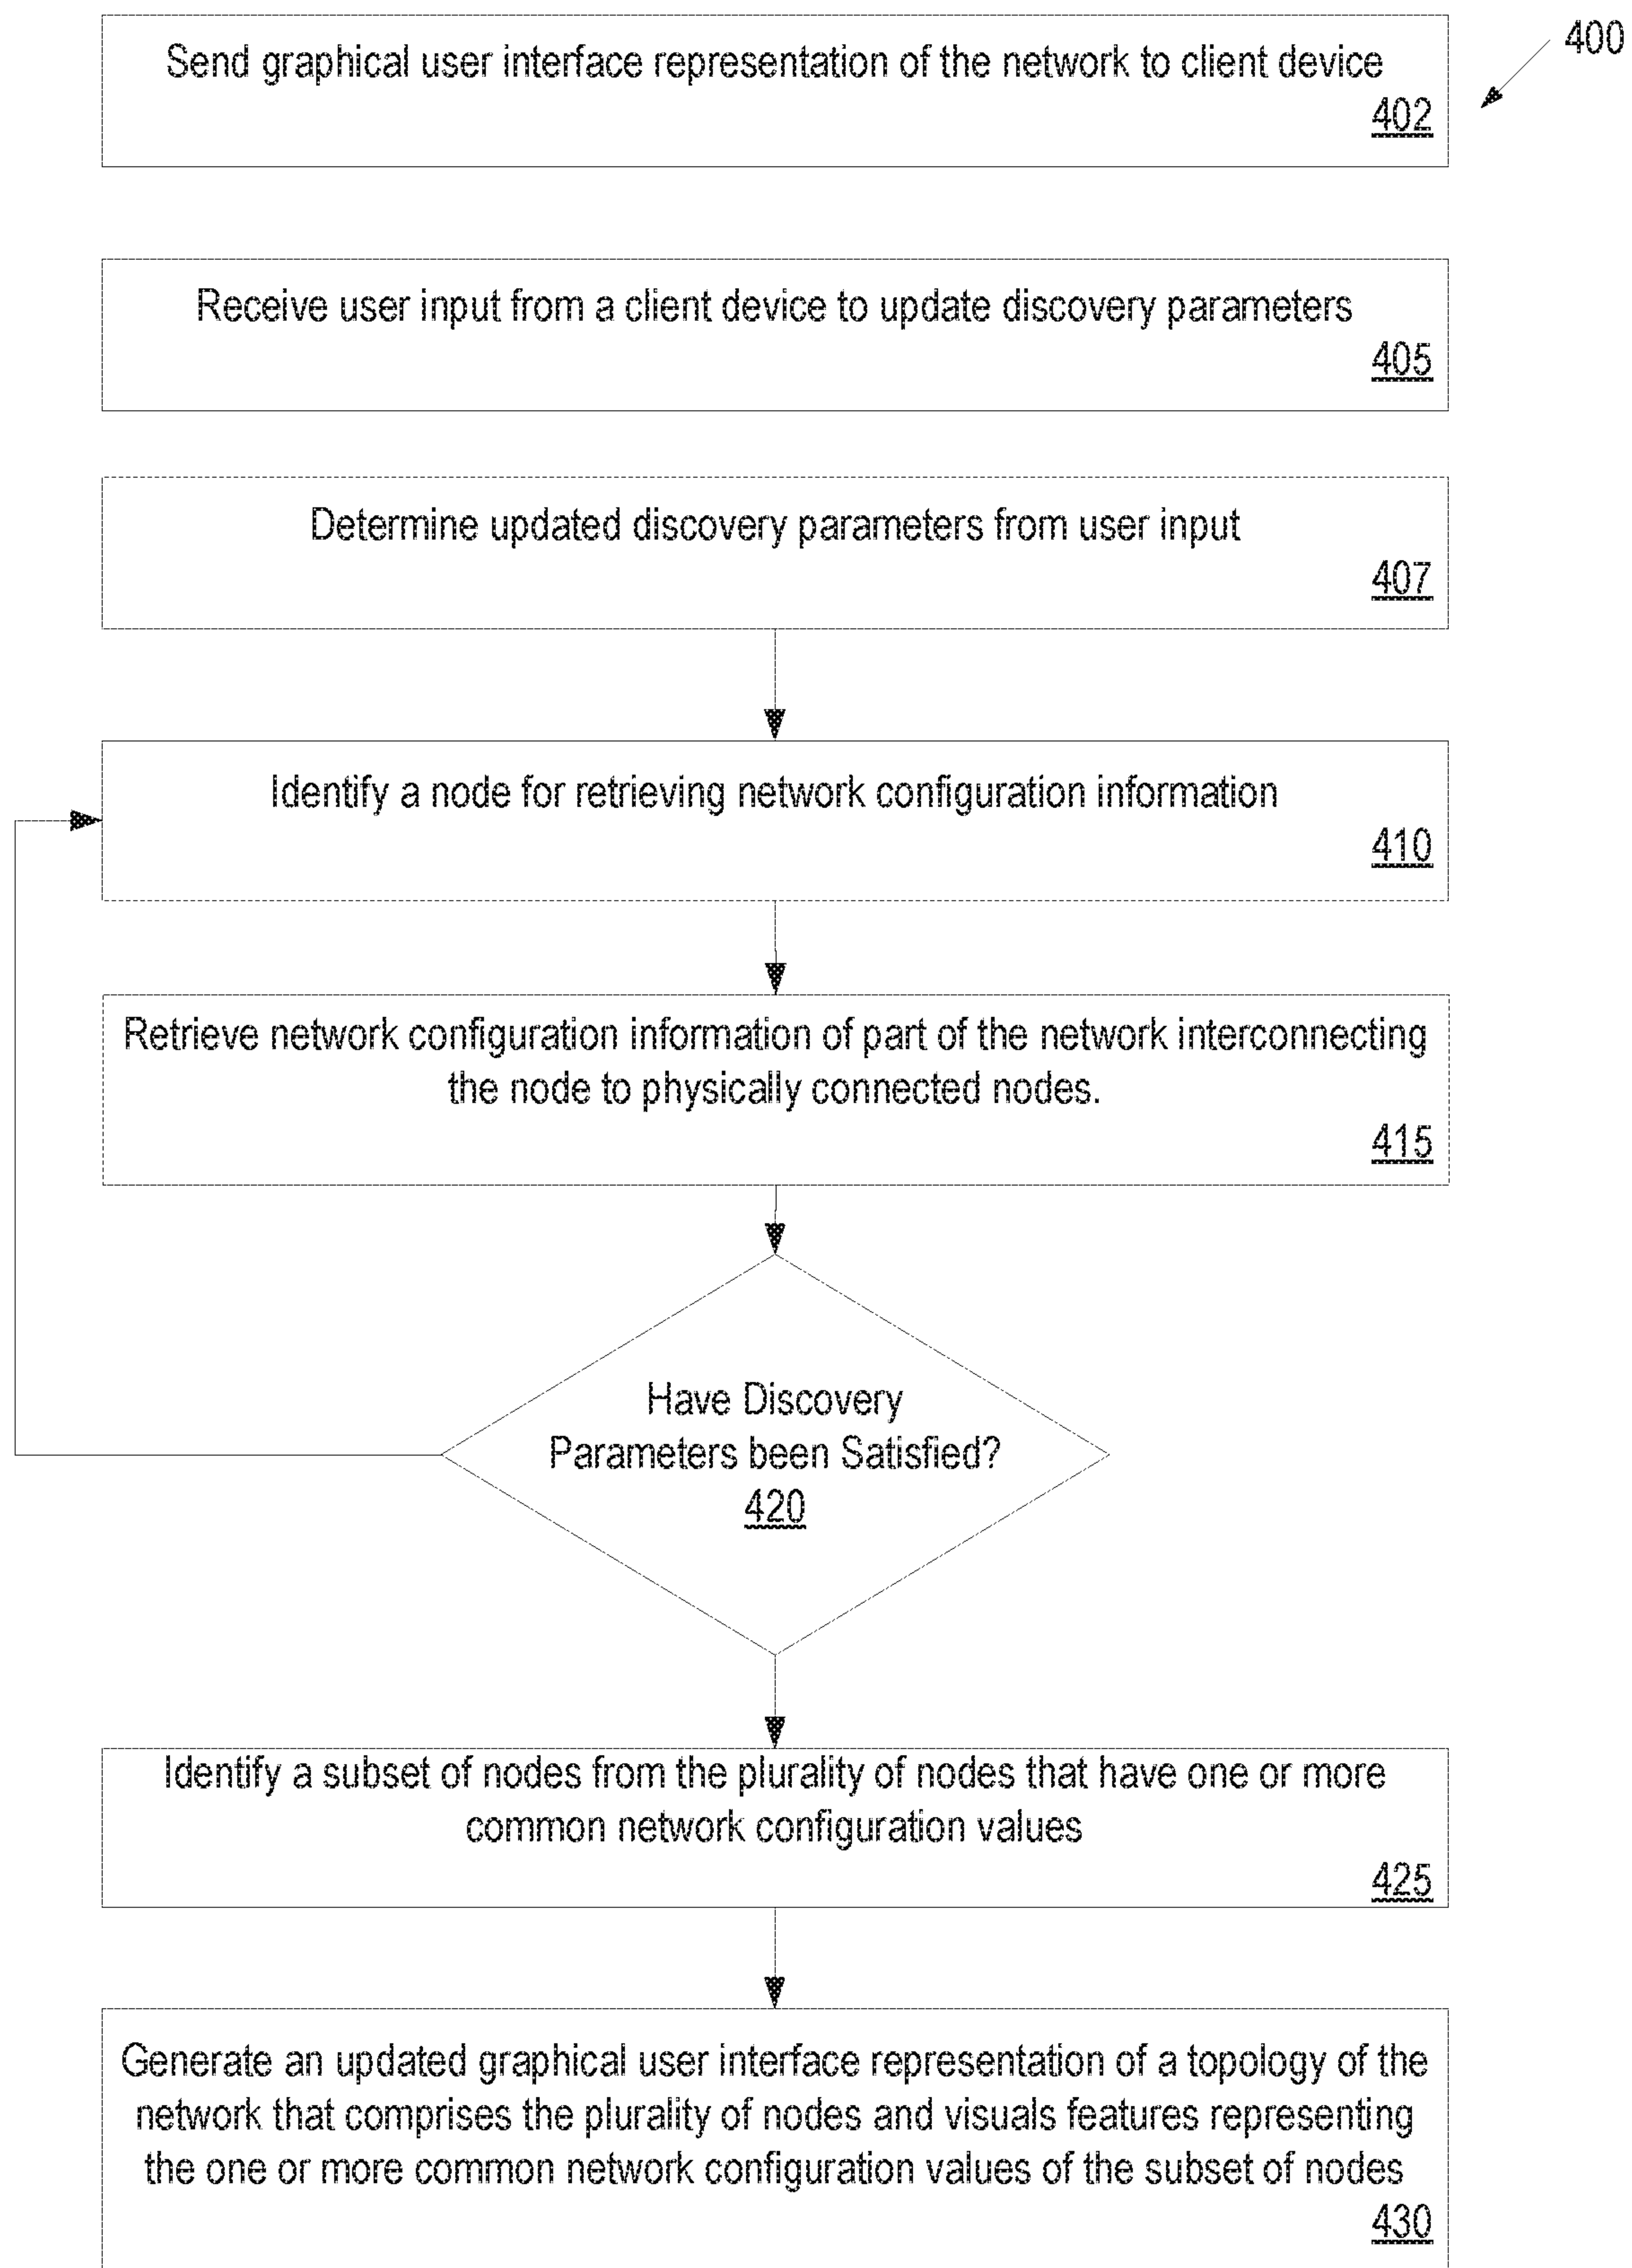 400
Send graphical user interface representation of the network to client device
402
Receive user input from a client device to update discovery parameters
405
Determine updated discovery parameters from user input
407
Identify a node for retrieving network configuration information
410
Retrieve network configuration information of part of the network interconnecting
the node to physically connected nodes.
415
Have Discovery
Parameters been Satisfied?
420
Identify a subset of nodes from the plurality of nodes that have one or more
common network configuration values
425
Generate an updated graphical user interface representation of a topology of the
network that comprises the plurality of nodes and visuals features representing
the one or more common network configuration values of the subset of nodes
430